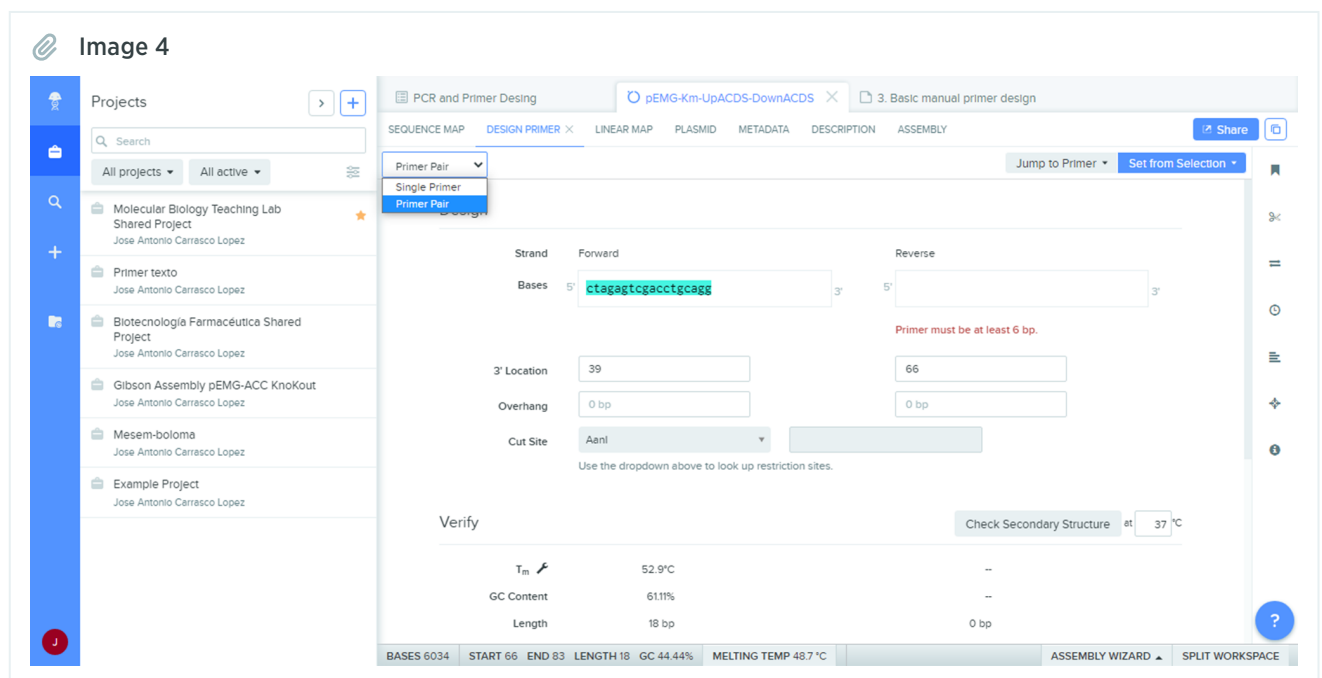 Image 4
Projects
PCR and Primer Desing
pEMG-Km-UpACDS-DownACDS
3. Basic manual primer design
Search
SEQUENCE MAP DESIGN PRIMER LINEAR MAP PLASMID METADATA DESCRIPTION ASSEMBLY
Share
All projects All active
Primer Pair
Single Primer
Primer Pair
Jump to Primer Set from Selection
Molecular Biology Teaching Lab
Shared Project
Jose Antonio Carrasco Lopez
Primer texto
Jose Antonio Carrasco Lopez
Biotecnología Farmacéutica Shared
Project
Jose Antonio Carrasco Lopez
Gibson Assembly pEMG-ACC KnoKout
Jose Antonio Carrasco Lopez
Mesem-boloma
Jose Antonio Carrasco Lopez
Example Project
Jose Antonio Carrasco Lopez
J
Design
Strand Forward Reverse
Bases 5' ctagagtcgacctgcagg 3' 5' 3'
Primer must be at least 6 bp.
3' Location 39 66
Overhang 0 bp 0 bp
Cut Site AanI
Use the dropdown above to look up restriction sites.
Verify Check Secondary Structure at 37 °C
Tm 52.9°C --
GC Content 61.11% --
Length 18 bp 0 bp
?
BASES 6034 START 66 END 83 LENGTH 18 GC 44.44% MELTING TEMP 48.7 °C ASSEMBLY WIZARD SPLIT WORKSPACE